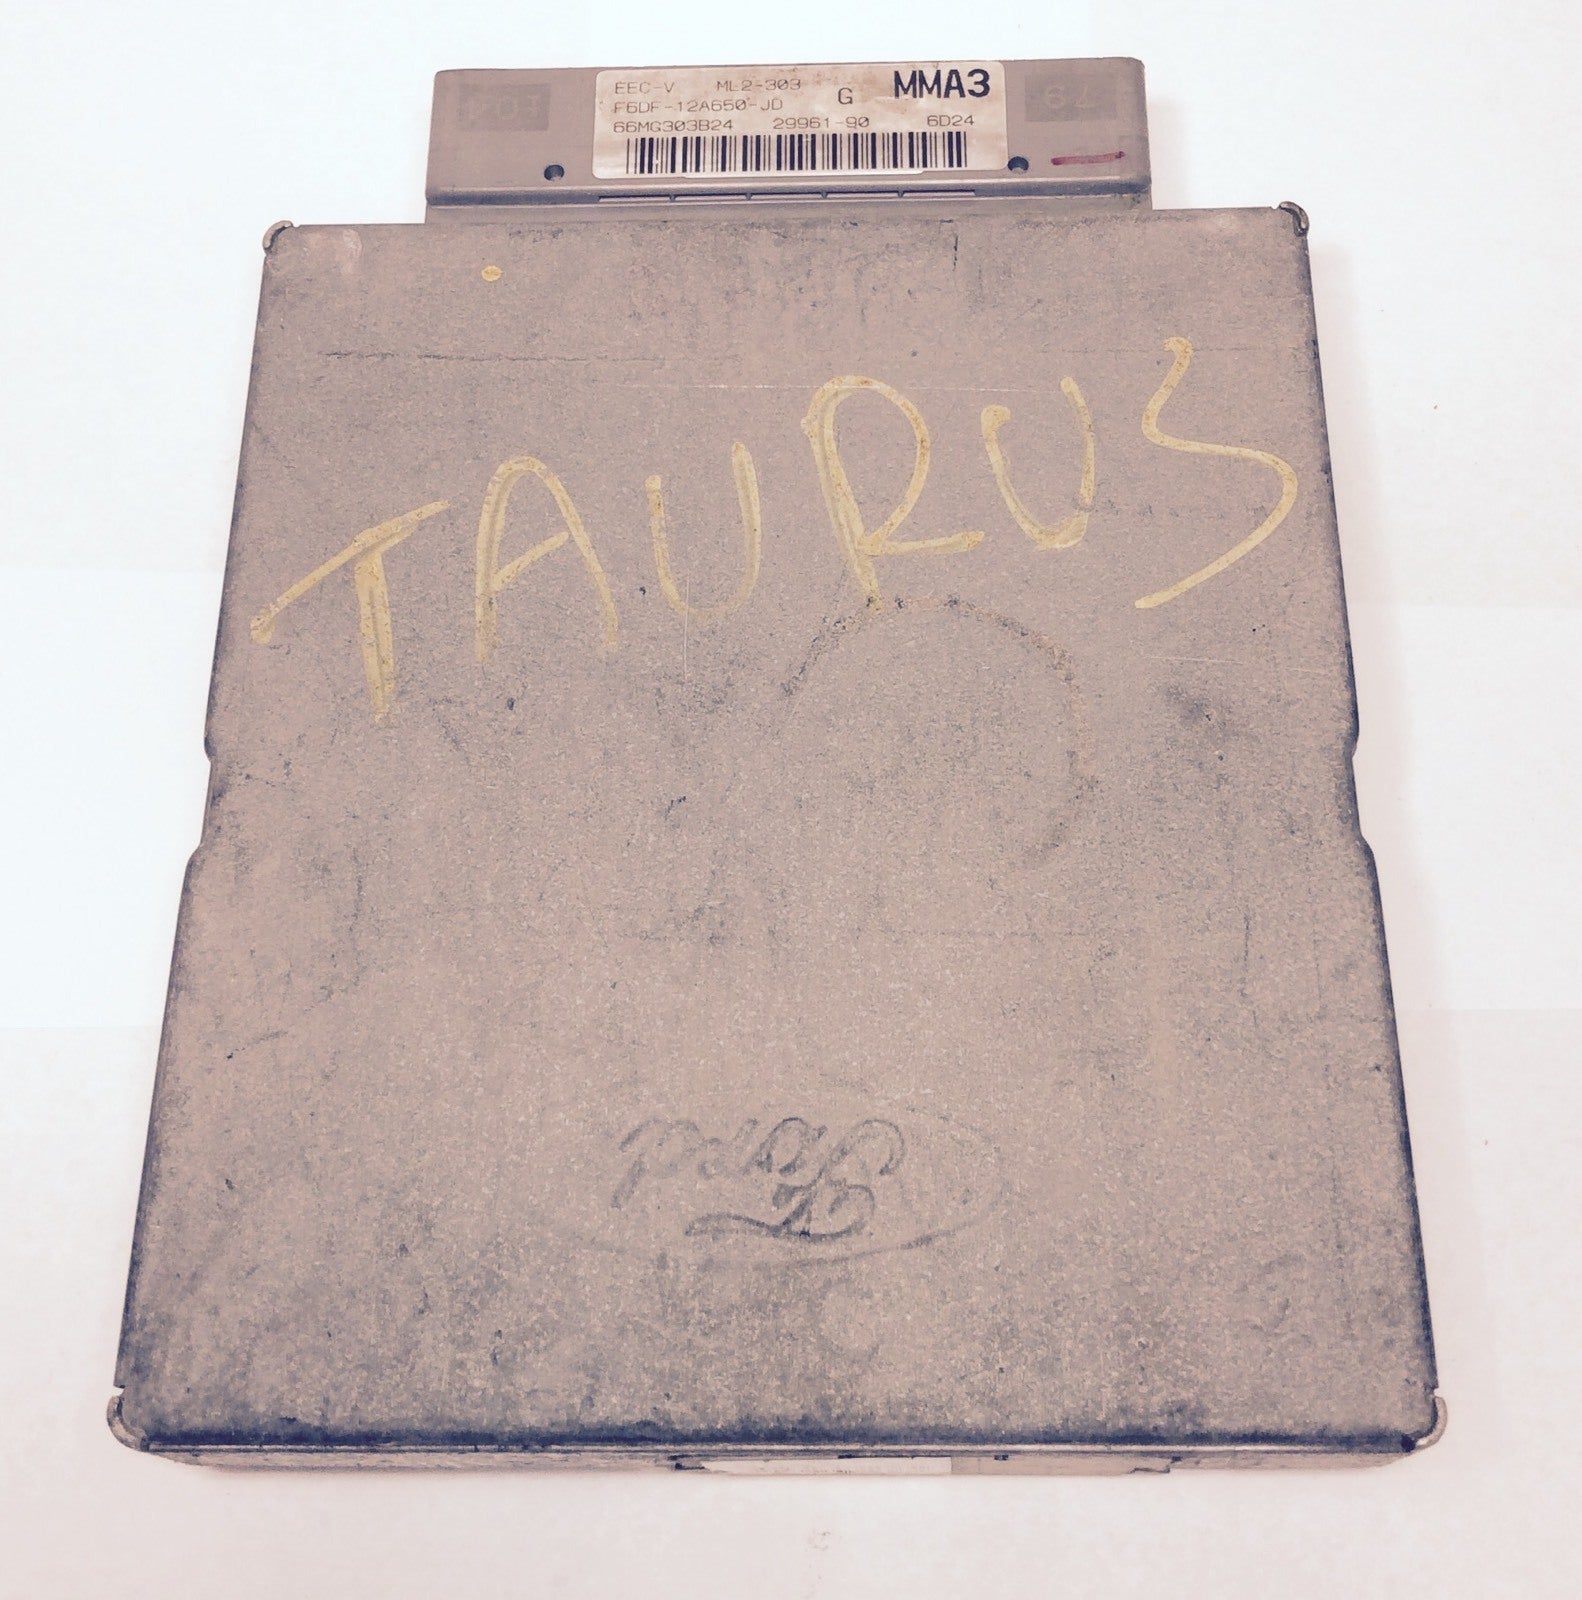 EEC-V ML2-303 G MMA3
F6DF-12A650-JD
66MG303B24 29961-90 6D24
TAURUS
Ford